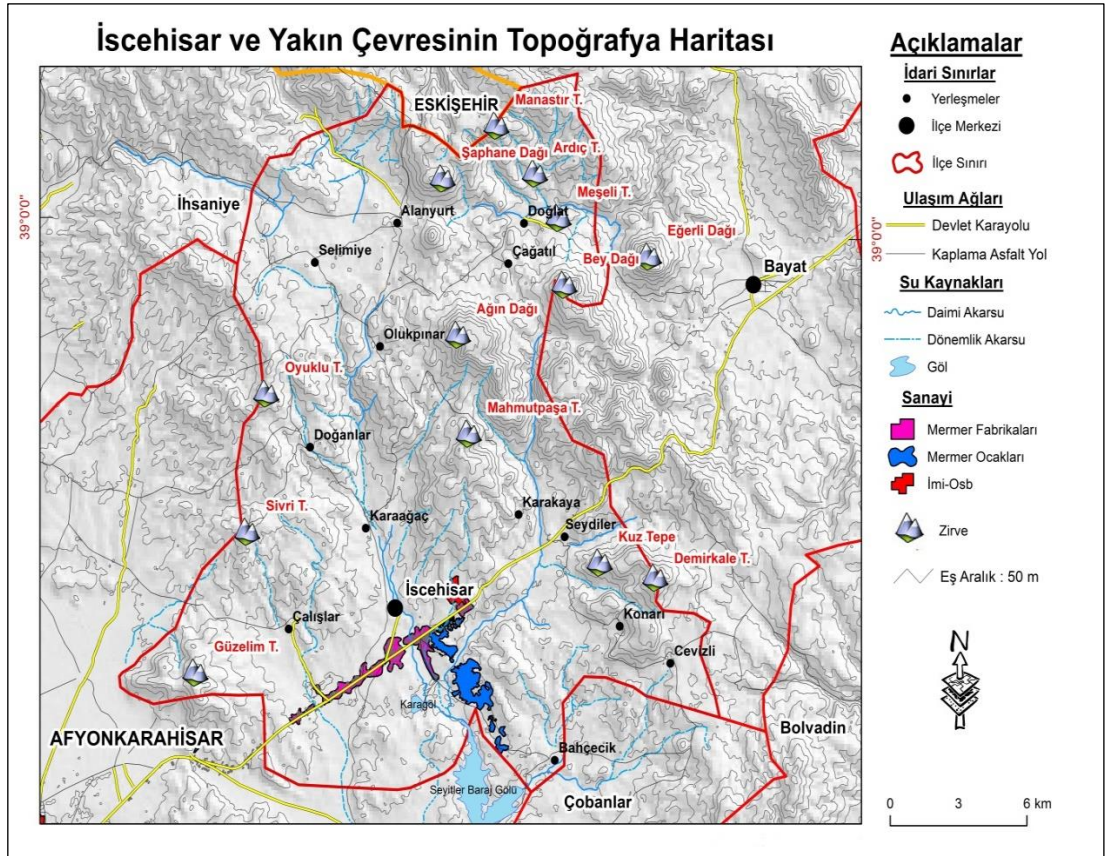 İscehisar ve Yakın Çevresinin Topoğrafya Haritası
ESKİŞEHİR
Manastır T.
Şaphane Dağı
Ardıç T.
Meşeli T.
İhsaniye
39°0'0"
Alanyurt
Doğlat
Eğerli Dağı
39°0'0"
Selimiye
Çağatıl
Bey Dağı
Bayat
Ağın Dağı
Olukpınar
Oyuklu T.
Mahmutpaşa T.
Doğanlar
Sivri T.
Karaağaç
Karakaya
Seydiler
Kuz Tepe
Demirkale T.
İscehisar
Çalışlar
Konarı
Güzelim T.
Cevizli
Karagöl
AFYONKARAHİSAR
Bolvadin
Bahçecik
Seyitler Baraj Gölü
Çobanlar
Açıklamalar
İdari Sınırlar
Yerleşmeler
İlçe Merkezi
İlçe Sınırı
Ulaşım Ağları
Devlet Karayolu
Kaplama Asfalt Yol
Su Kaynakları
Daimi Akarsu
Dönemlik Akarsu
Göl
Sanayi
Mermer Fabrikaları
Mermer Ocakları
İmi-Osb
Zirve
Eş Aralık : 50 m
N
0 3 6 km